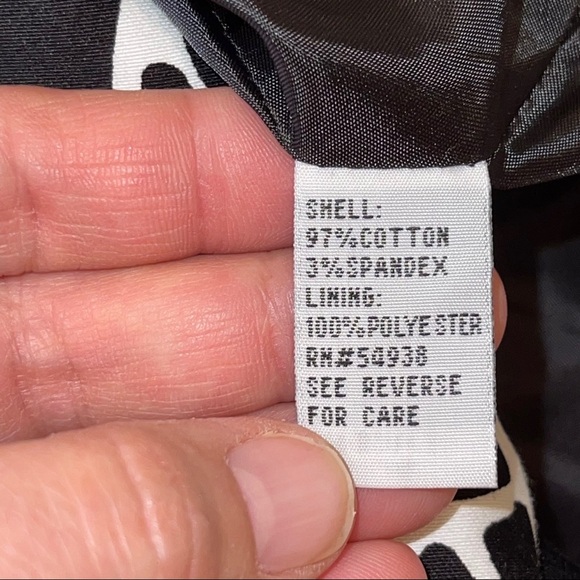 SHELL:
97%COTTON
3%SPANDEX
LINING:
100%POLYESTER
RN#54938
SEE REVERSE
FOR CARE